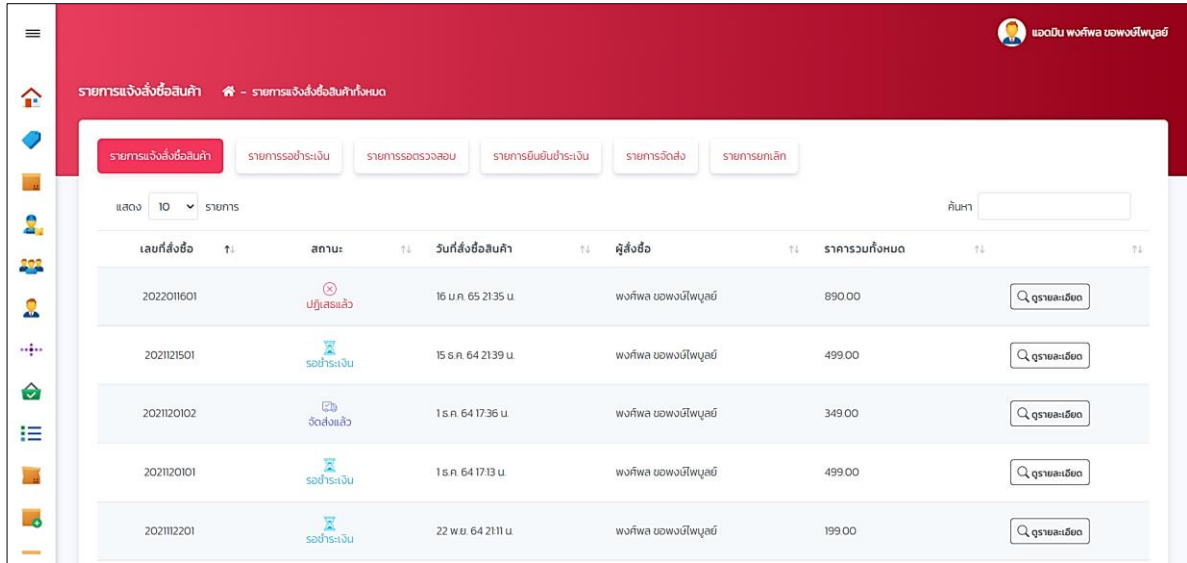 แอดมิน พงศ์พล ขอพงษ์ไพบูลย์
รายการแจ้งสั่งซื้อสินค้า - รายการแจ้งสั่งซื้อสินค้าทั้งหมด
รายการแจ้งสั่งซื้อสินค้า รายการรอชำระเงิน รายการรอตรวจสอบ รายการยืนยันชำระเงิน รายการจัดส่ง รายการยกเลิก
แสดง 10 รายการ ค้นหา
เลขที่สั่งซื้อ สถานะ วันที่สั่งซื้อสินค้า ผู้สั่งซื้อ ราคารวมทั้งหมด
2022011601 ปฏิเสธแล้ว 16 ม.ค. 65 21:35 น. พงศ์พล ขอพงษ์ไพบูลย์ 890.00 ดูรายละเอียด
2021121501 รอชำระเงิน 15 ธ.ค. 64 21:39 น. พงศ์พล ขอพงษ์ไพบูลย์ 499.00 ดูรายละเอียด
2021120102 จัดส่งแล้ว 1 ธ.ค. 64 17:36 น. พงศ์พล ขอพงษ์ไพบูลย์ 349.00 ดูรายละเอียด
2021120101 รอชำระเงิน 1 ธ.ค. 64 17:13 น. พงศ์พล ขอพงษ์ไพบูลย์ 499.00 ดูรายละเอียด
2021112201 รอชำระเงิน 22 พ.ย. 64 21:11 น. พงศ์พล ขอพงษ์ไพบูลย์ 199.00 ดูรายละเอียด